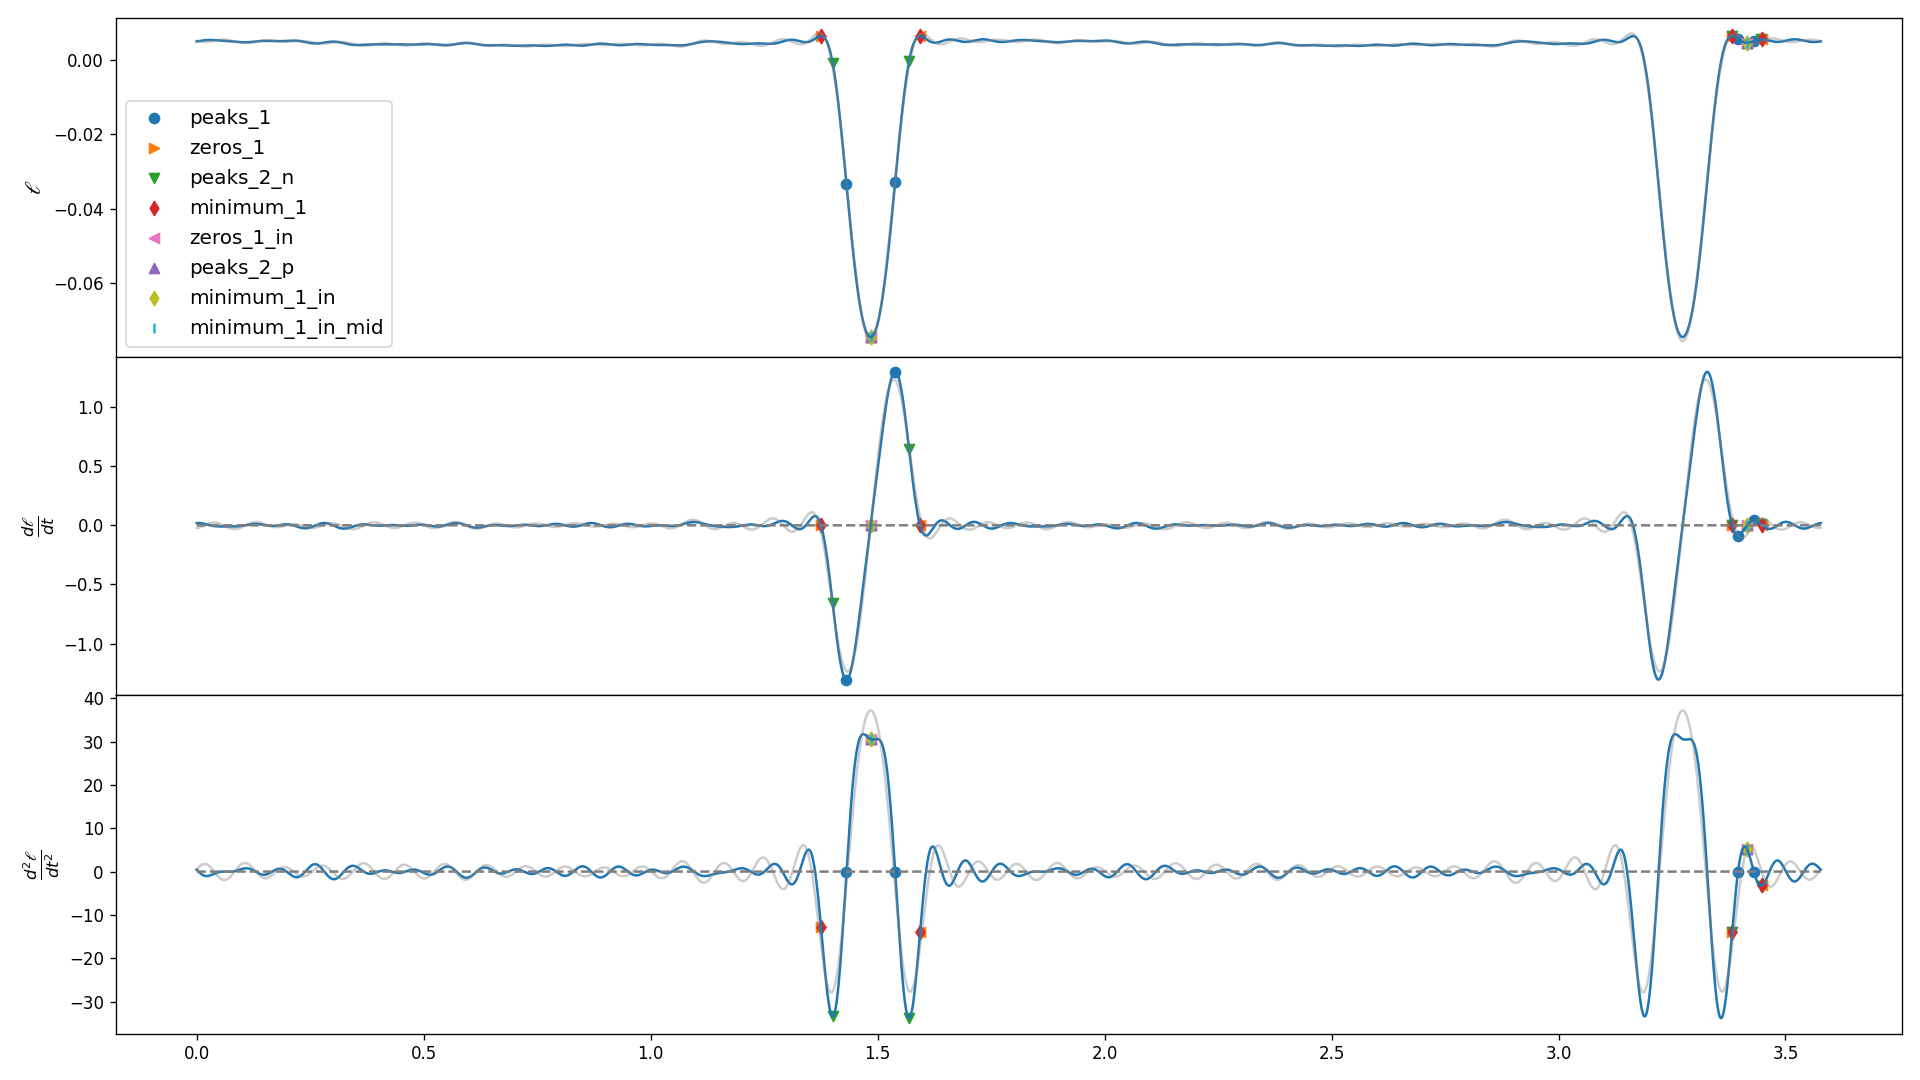 0.00
−0.02
−0.04
−0.06
ℓ
peaks_1
zeros_1
peaks_2_n
minimum_1
zeros_1_in
peaks_2_p
minimum_1_in
minimum_1_in_mid
1.0
0.5
0.0
−0.5
−1.0
dℓ
dt
40
30
20
10
0
−10
−20
−30
d²ℓ
dt²
0.0 0.5 1.0 1.5 2.0 2.5 3.0 3.5